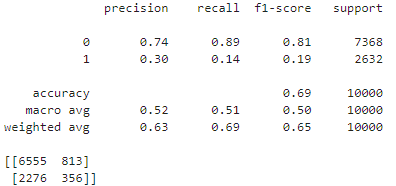 precision recall f1-score support
0 0.74 0.89 0.81 7368
1 0.30 0.14 0.19 2632
accuracy 0.69 10000
macro avg 0.52 0.51 0.50 10000
weighted avg 0.63 0.69 0.65 10000
[[6555 813]
[2276 356]]